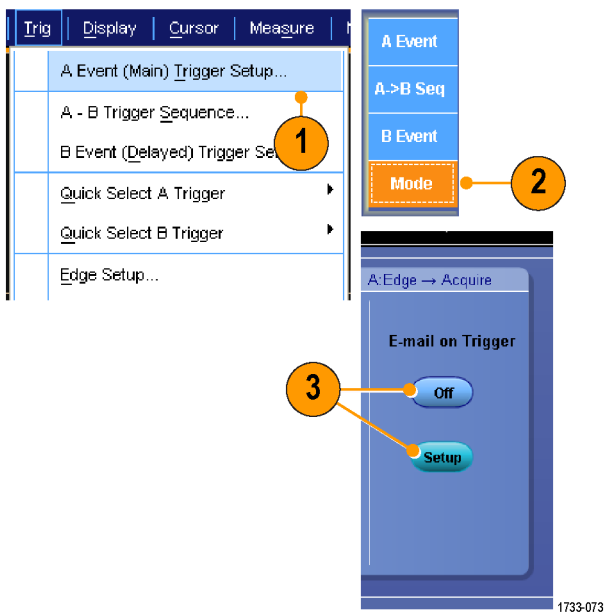 Trig Display Cursor Measure
A Event (Main) Trigger Setup...
A - B Trigger Sequence...
B Event (Delayed) Trigger
Quick Select A Trigger
Quick Select B Trigger
Edge Setup...
1
A Event
A->B Seq
B Event
Mode
2
A:Edge → Acquire
E-mail on Trigger
Off
Setup
3
1733-073